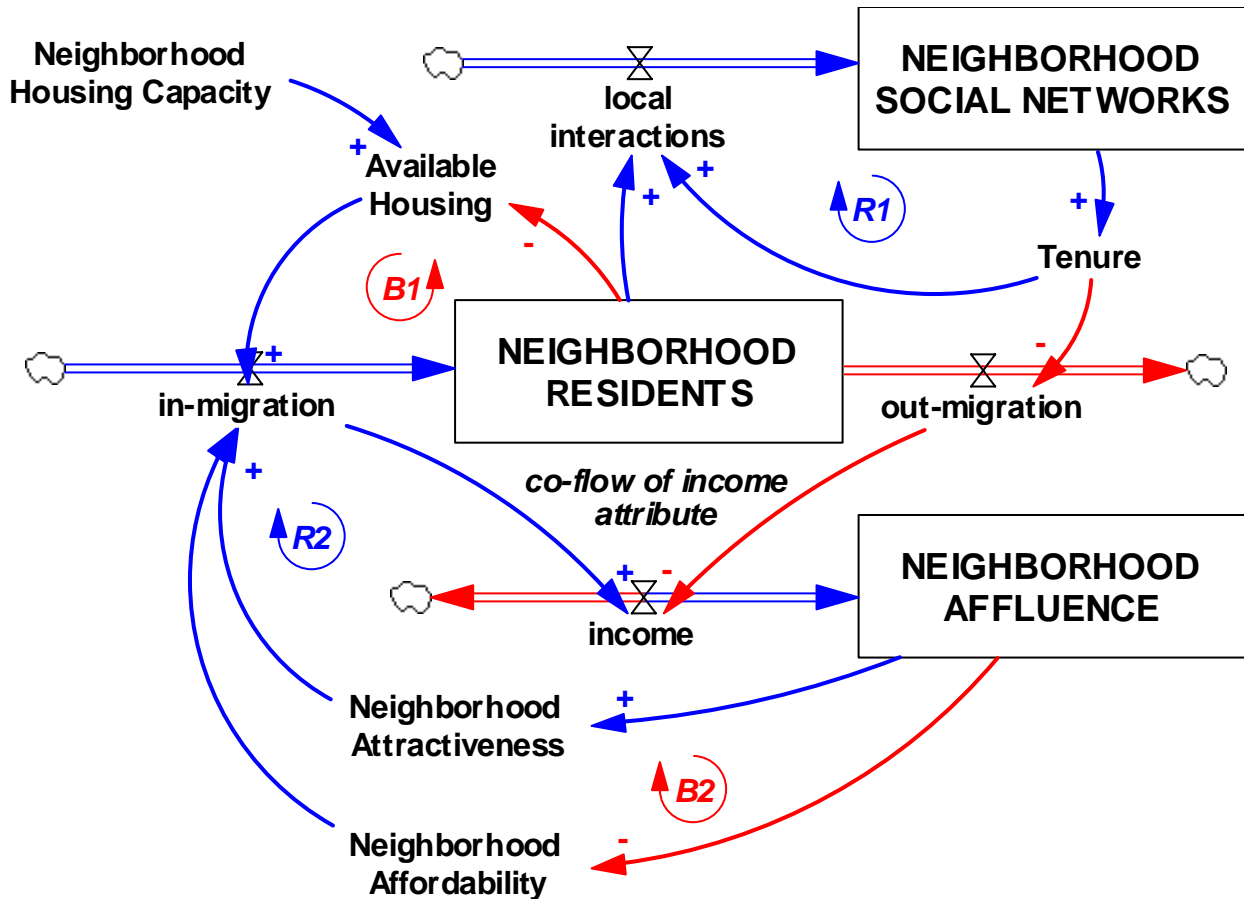 Neighborhood
Housing Capacity
+
Available
Housing
local
interactions
+
+
NEIGHBORHOOD
SOCIAL NETWORKS
R1
+
Tenure
-
B1
-
+
in-migration
NEIGHBORHOOD
RESIDENTS
out-migration
+
R2
co-flow of income
attribute
+
-
income
NEIGHBORHOOD
AFFLUENCE
Neighborhood
Attractiveness
+
B2
-
Neighborhood
Affordability